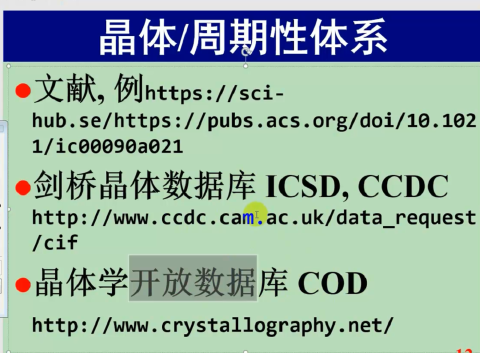 晶体/周期性体系
●文献, 例https://sci-
hub.se/https://pubs.acs.org/doi/10.102
1/ic00090a021
●剑桥晶体数据库 ICSD, CCDC
http://www.ccdc.cam.ac.uk/data_request
/cif
●晶体学开放数据库 COD
http://www.crystallography.net/